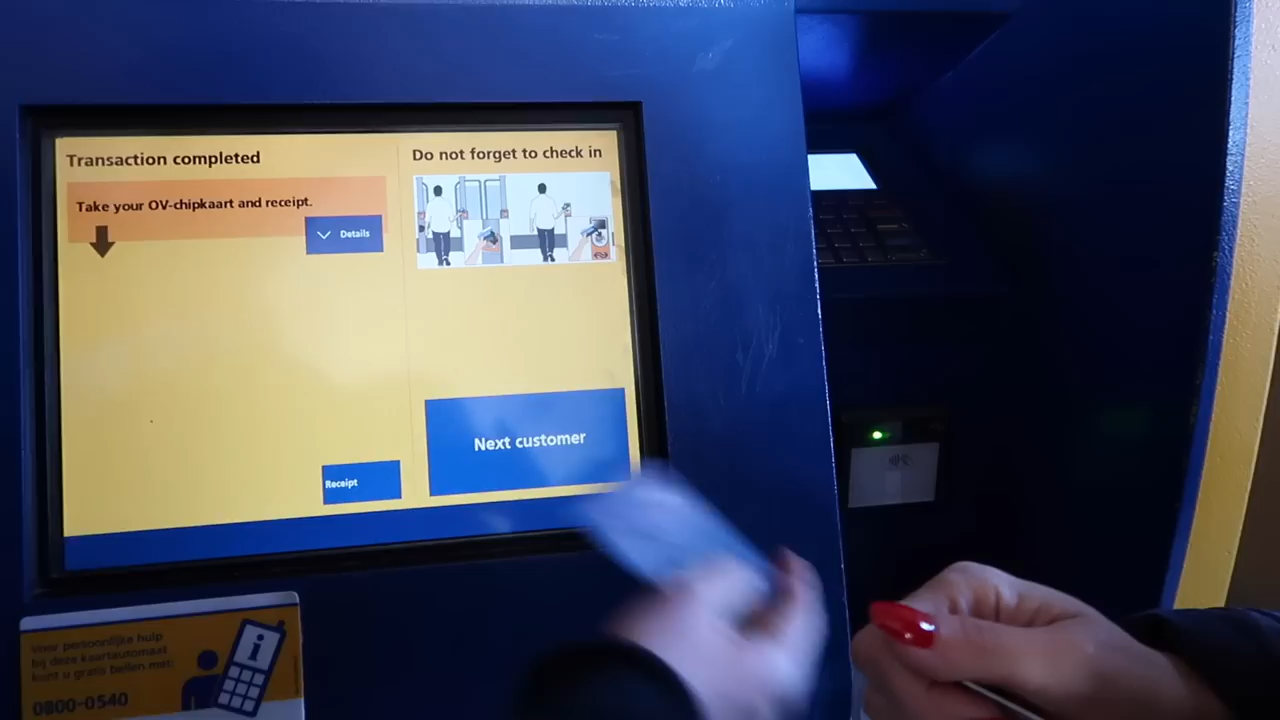 Transaction completed
Take your OV-chipkaart and receipt.
Details
Receipt
Do not forget to check in
Next customer
voor persoonlijke hulp
bij deze kaartautomaat
kunt u gratis bellen met:
0800-0540